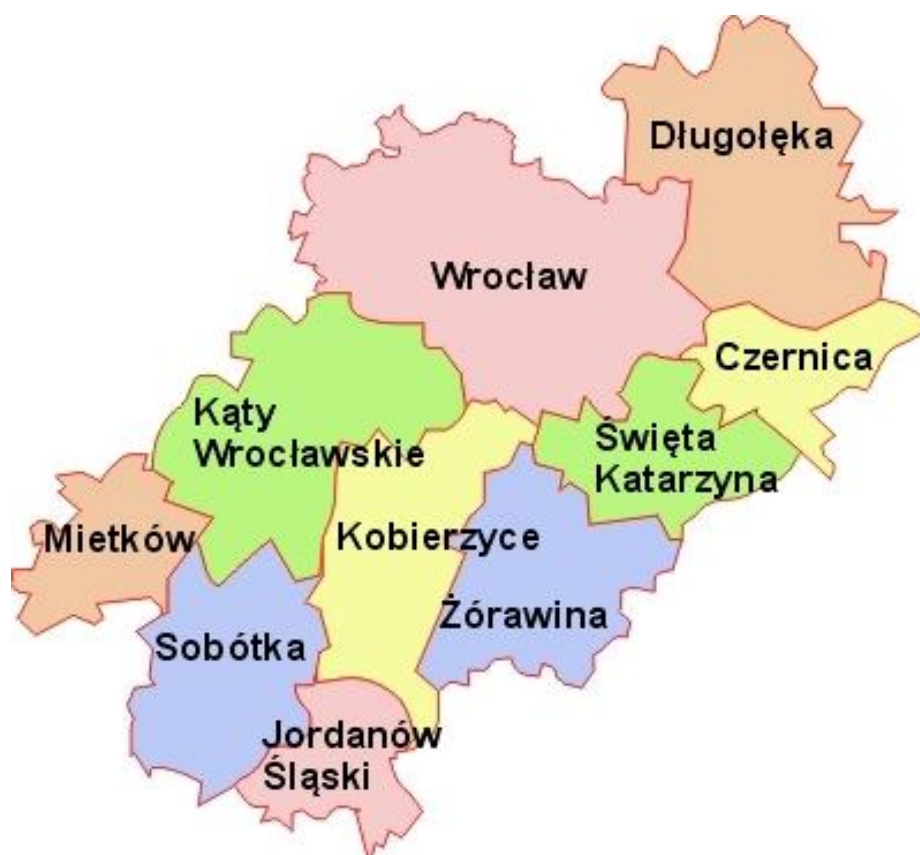 Długołęka
Wrocław
Czernica
Kąty
Wrocławskie
Święta
Katarzyna
Mietków
Kobierzyce
Żórawina
Sobótka
Jordanów
Śląski